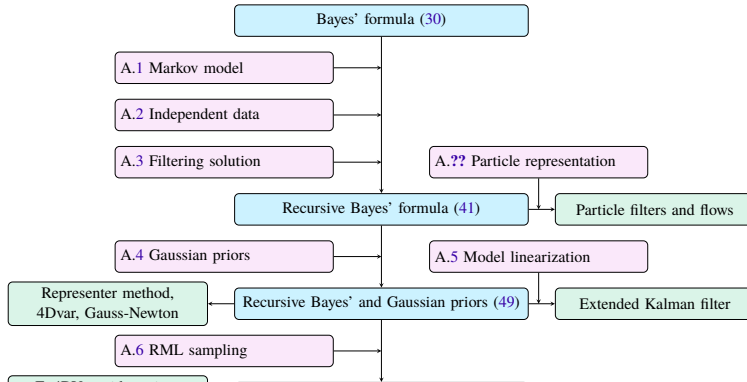 Bayes' formula (30)
A.1 Markov model
A.2 Independent data
A.3 Filtering solution
A.?? Particle representation
Recursive Bayes' formula (41)
Particle filters and flows
A.4 Gaussian priors
A.5 Model linearization
Representer method,
4Dvar, Gauss-Newton
Recursive Bayes' and Gaussian priors (49)
Extended Kalman filter
A.6 RML sampling